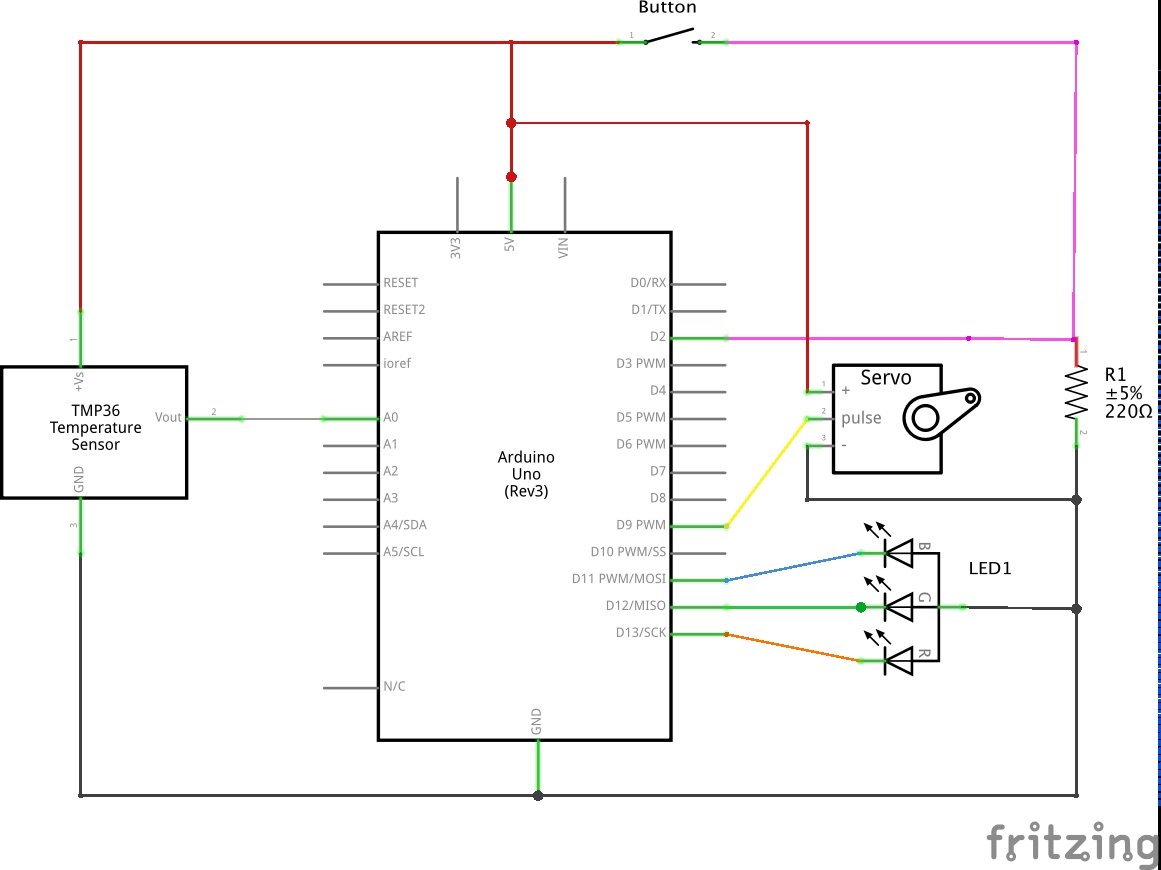 Button
1
2
3V3
5V
VIN
RESET
RESET2
AREF
ioref
A0
A1
A2
A3
A4/SDA
A5/SCL
N/C
Arduino
Uno
(Rev3)
GND
D0/RX
D1/TX
D2
D3 PWM
D4
D5 PWM
D6 PWM
D7
D8
D9 PWM
D10 PWM/SS
D11 PWM/MOSI
D12/MISO
D13/SCK
1
+Vs
TMP36
Temperature
Sensor
Vout
2
GND
3
Servo
1
+
2
pulse
3
-
1
R1
±5%
220Ω
2
B
G
R
LED1
fritzing